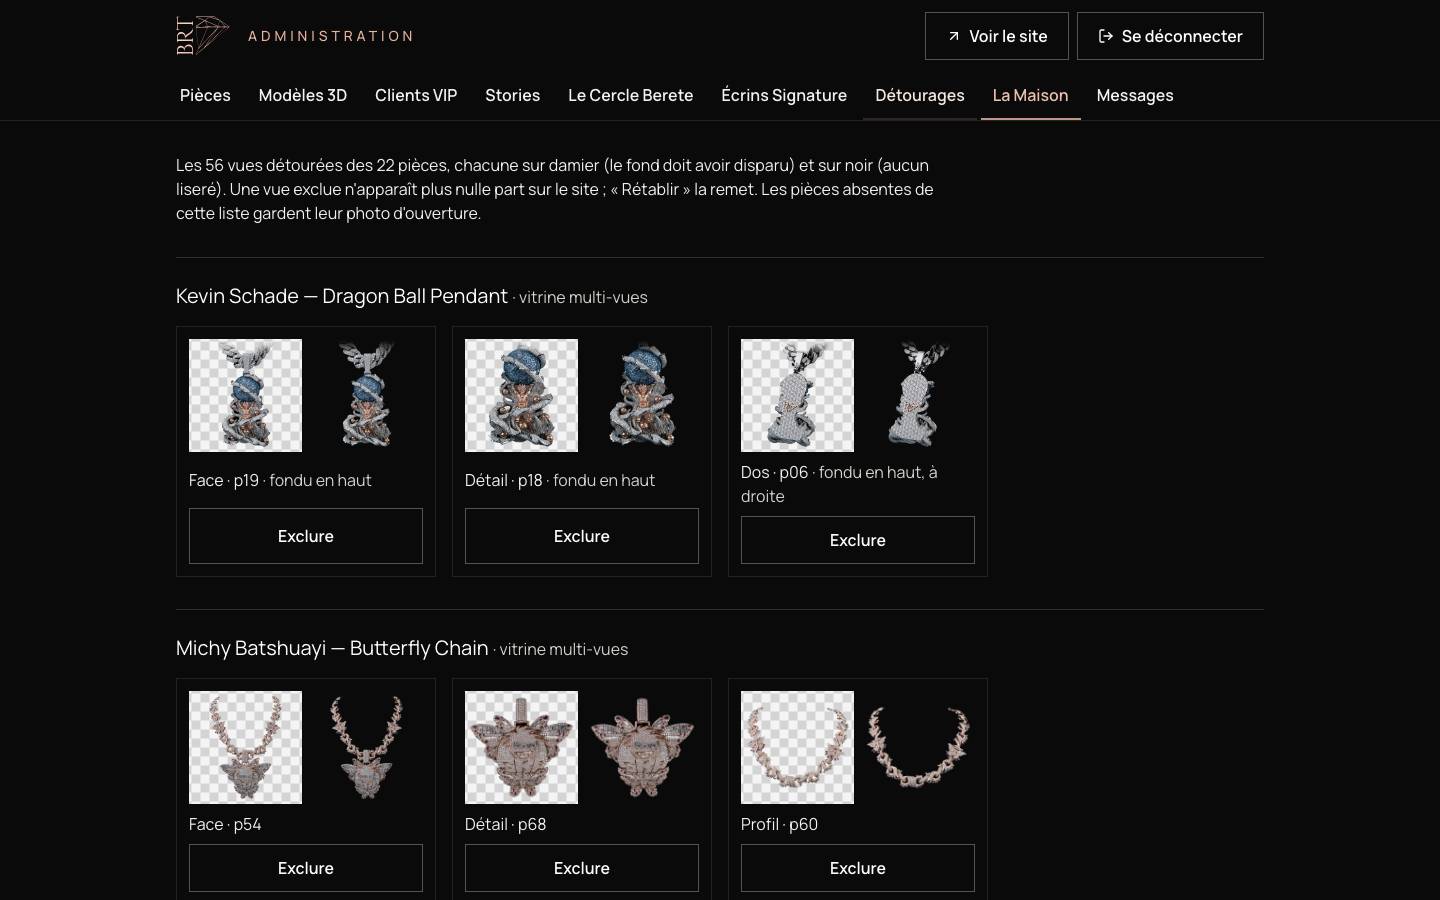 BRT
ADMINISTRATION
Voir le site
Se déconnecter
Pièces
Modèles 3D
Clients VIP
Stories
Le Cercle Berete
Écrins Signature
Détourages
La Maison
Messages
Les 56 vues détourées des 22 pièces, chacune sur damier (le fond doit avoir disparu) et sur noir (aucun
liseré). Une vue exclue n'apparaît plus nulle part sur le site ; « Rétablir » la remet. Les pièces absentes de
cette liste gardent leur photo d'ouverture.
Kevin Schade — Dragon Ball Pendant · vitrine multi-vues
Face · p19 · fondu en haut
Exclure
Détail · p18 · fondu en haut
Exclure
Dos · p06 · fondu en haut, à
droite
Exclure
Michy Batshuayi — Butterfly Chain · vitrine multi-vues
Face · p54
Exclure
Détail · p68
Exclure
Profil · p60
Exclure